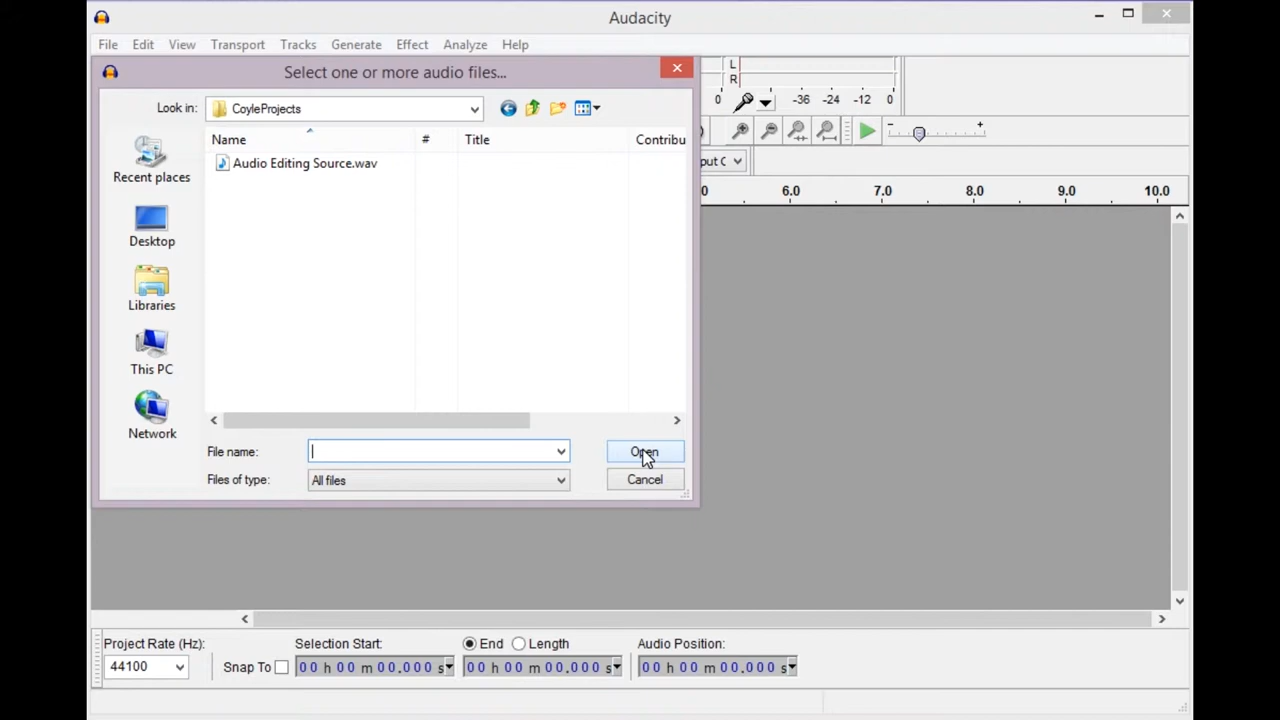 Audacity
File Edit View Transport Tracks Generate Effect Analyze Help
Select one or more audio files...
L
R
0 -36 -24 -12 0
Look in: CoyleProjects
- +
Name # Title Contribu
Audio Editing Source.wav
Recent places
Desktop
Libraries
This PC
Network
put C
0 6.0 7.0 8.0 9.0 10.0
File name: Open
Files of type: All files Cancel
Project Rate (Hz): Selection Start: End Length Audio Position:
44100 Snap To 00 h 00 m 00.000 s 00 h 00 m 00.000 s 00 h 00 m 00.000 s